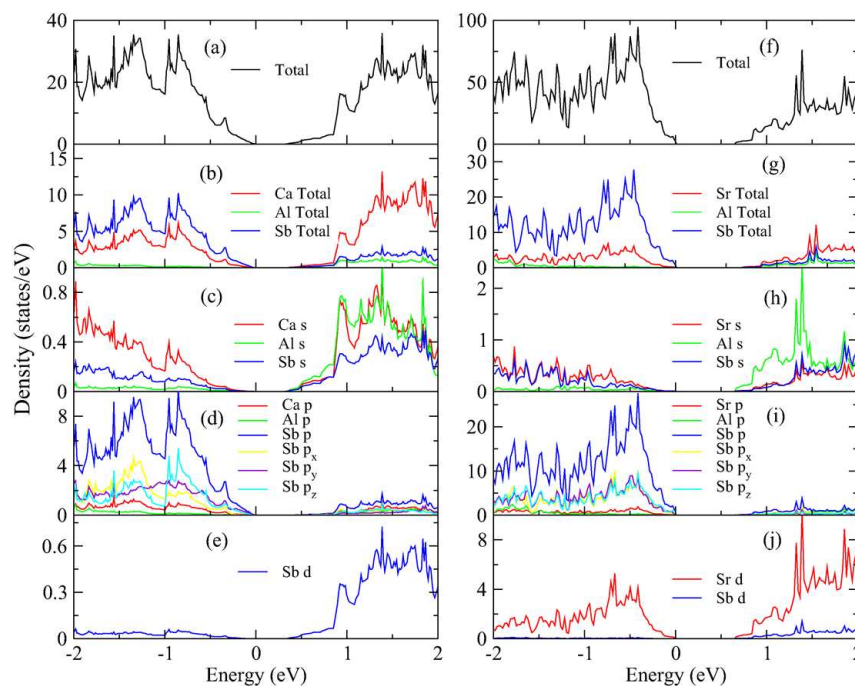 Density (states/eV)
40
20
0
(a)
Total
15
10
5
0
(b)
Ca Total
Al Total
Sb Total
0.8
0.4
0
(c)
Ca s
Al s
Sb s
8
4
0
(d)
Ca p
Al p
Sb p
Sb px
Sb py
Sb pz
0.6
0.3
0
(e)
Sb d
-2 -1 0 1 2
Energy (eV)
100
75
50
25
0
(f)
Total
30
20
10
0
(g)
Sr Total
Al Total
Sb Total
2
1
0
(h)
Sr s
Al s
Sb s
20
10
0
(i)
Sr p
Al p
Sb p
Sb px
Sb py
Sb pz
8
4
0
(j)
Sr d
Sb d
-2 -1 0 1 2
Energy (eV)